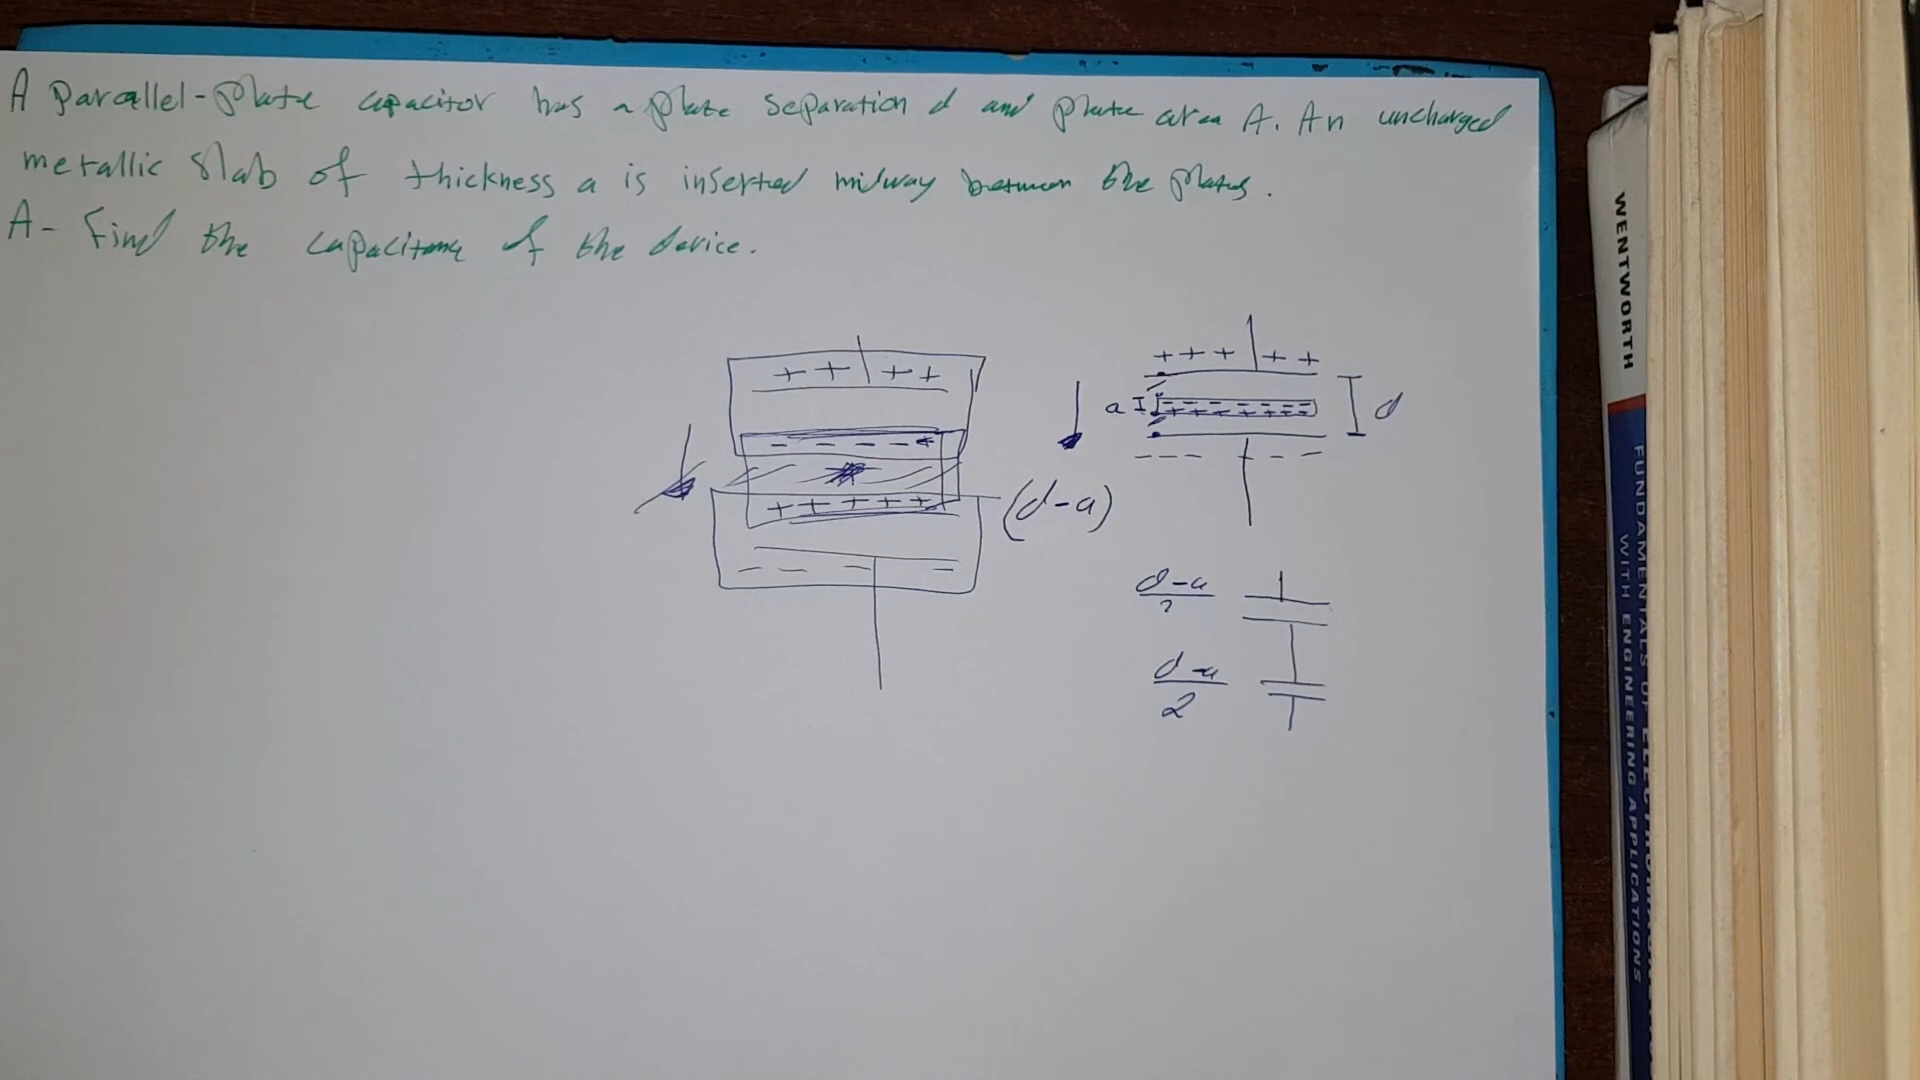 A Parallel-plate capacitor has a plate separation d and plate area A. An uncharged
metallic slab of thickness a is inserted midway between the plates.
A- Find the capacitance of the device.
+ + + +
- - - -
+ + + + +
- - - -
(d-a)
+ + + + +
a
- - - - - - -
+ + + + + + +
d
- - - - - -
d-a
2
d-a
2
WENTWORTH
FUNDAMENTALS OF
WITH ENGINEERING APPLICATIONS